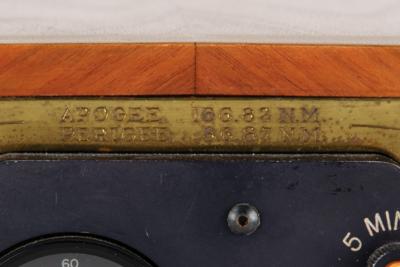 APOGEE 166.82 N.M.
PERIGEE 86.87 N.M.
60
5 MIN